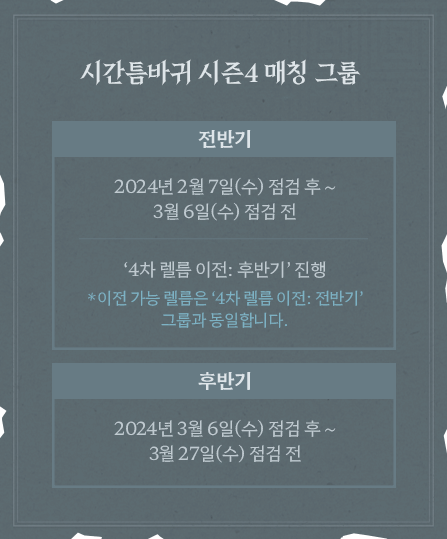 시간틈바귀 시즌4 매칭 그룹
전반기
2024년 2월 7일(수) 점검 후 ~
3월 6일(수) 점검 전
‘4차 렐름 이전: 후반기’ 진행
*이전 가능 렐름은 ‘4차 렐름 이전: 전반기’
그룹과 동일합니다.
후반기
2024년 3월 6일(수) 점검 후 ~
3월 27일(수) 점검 전